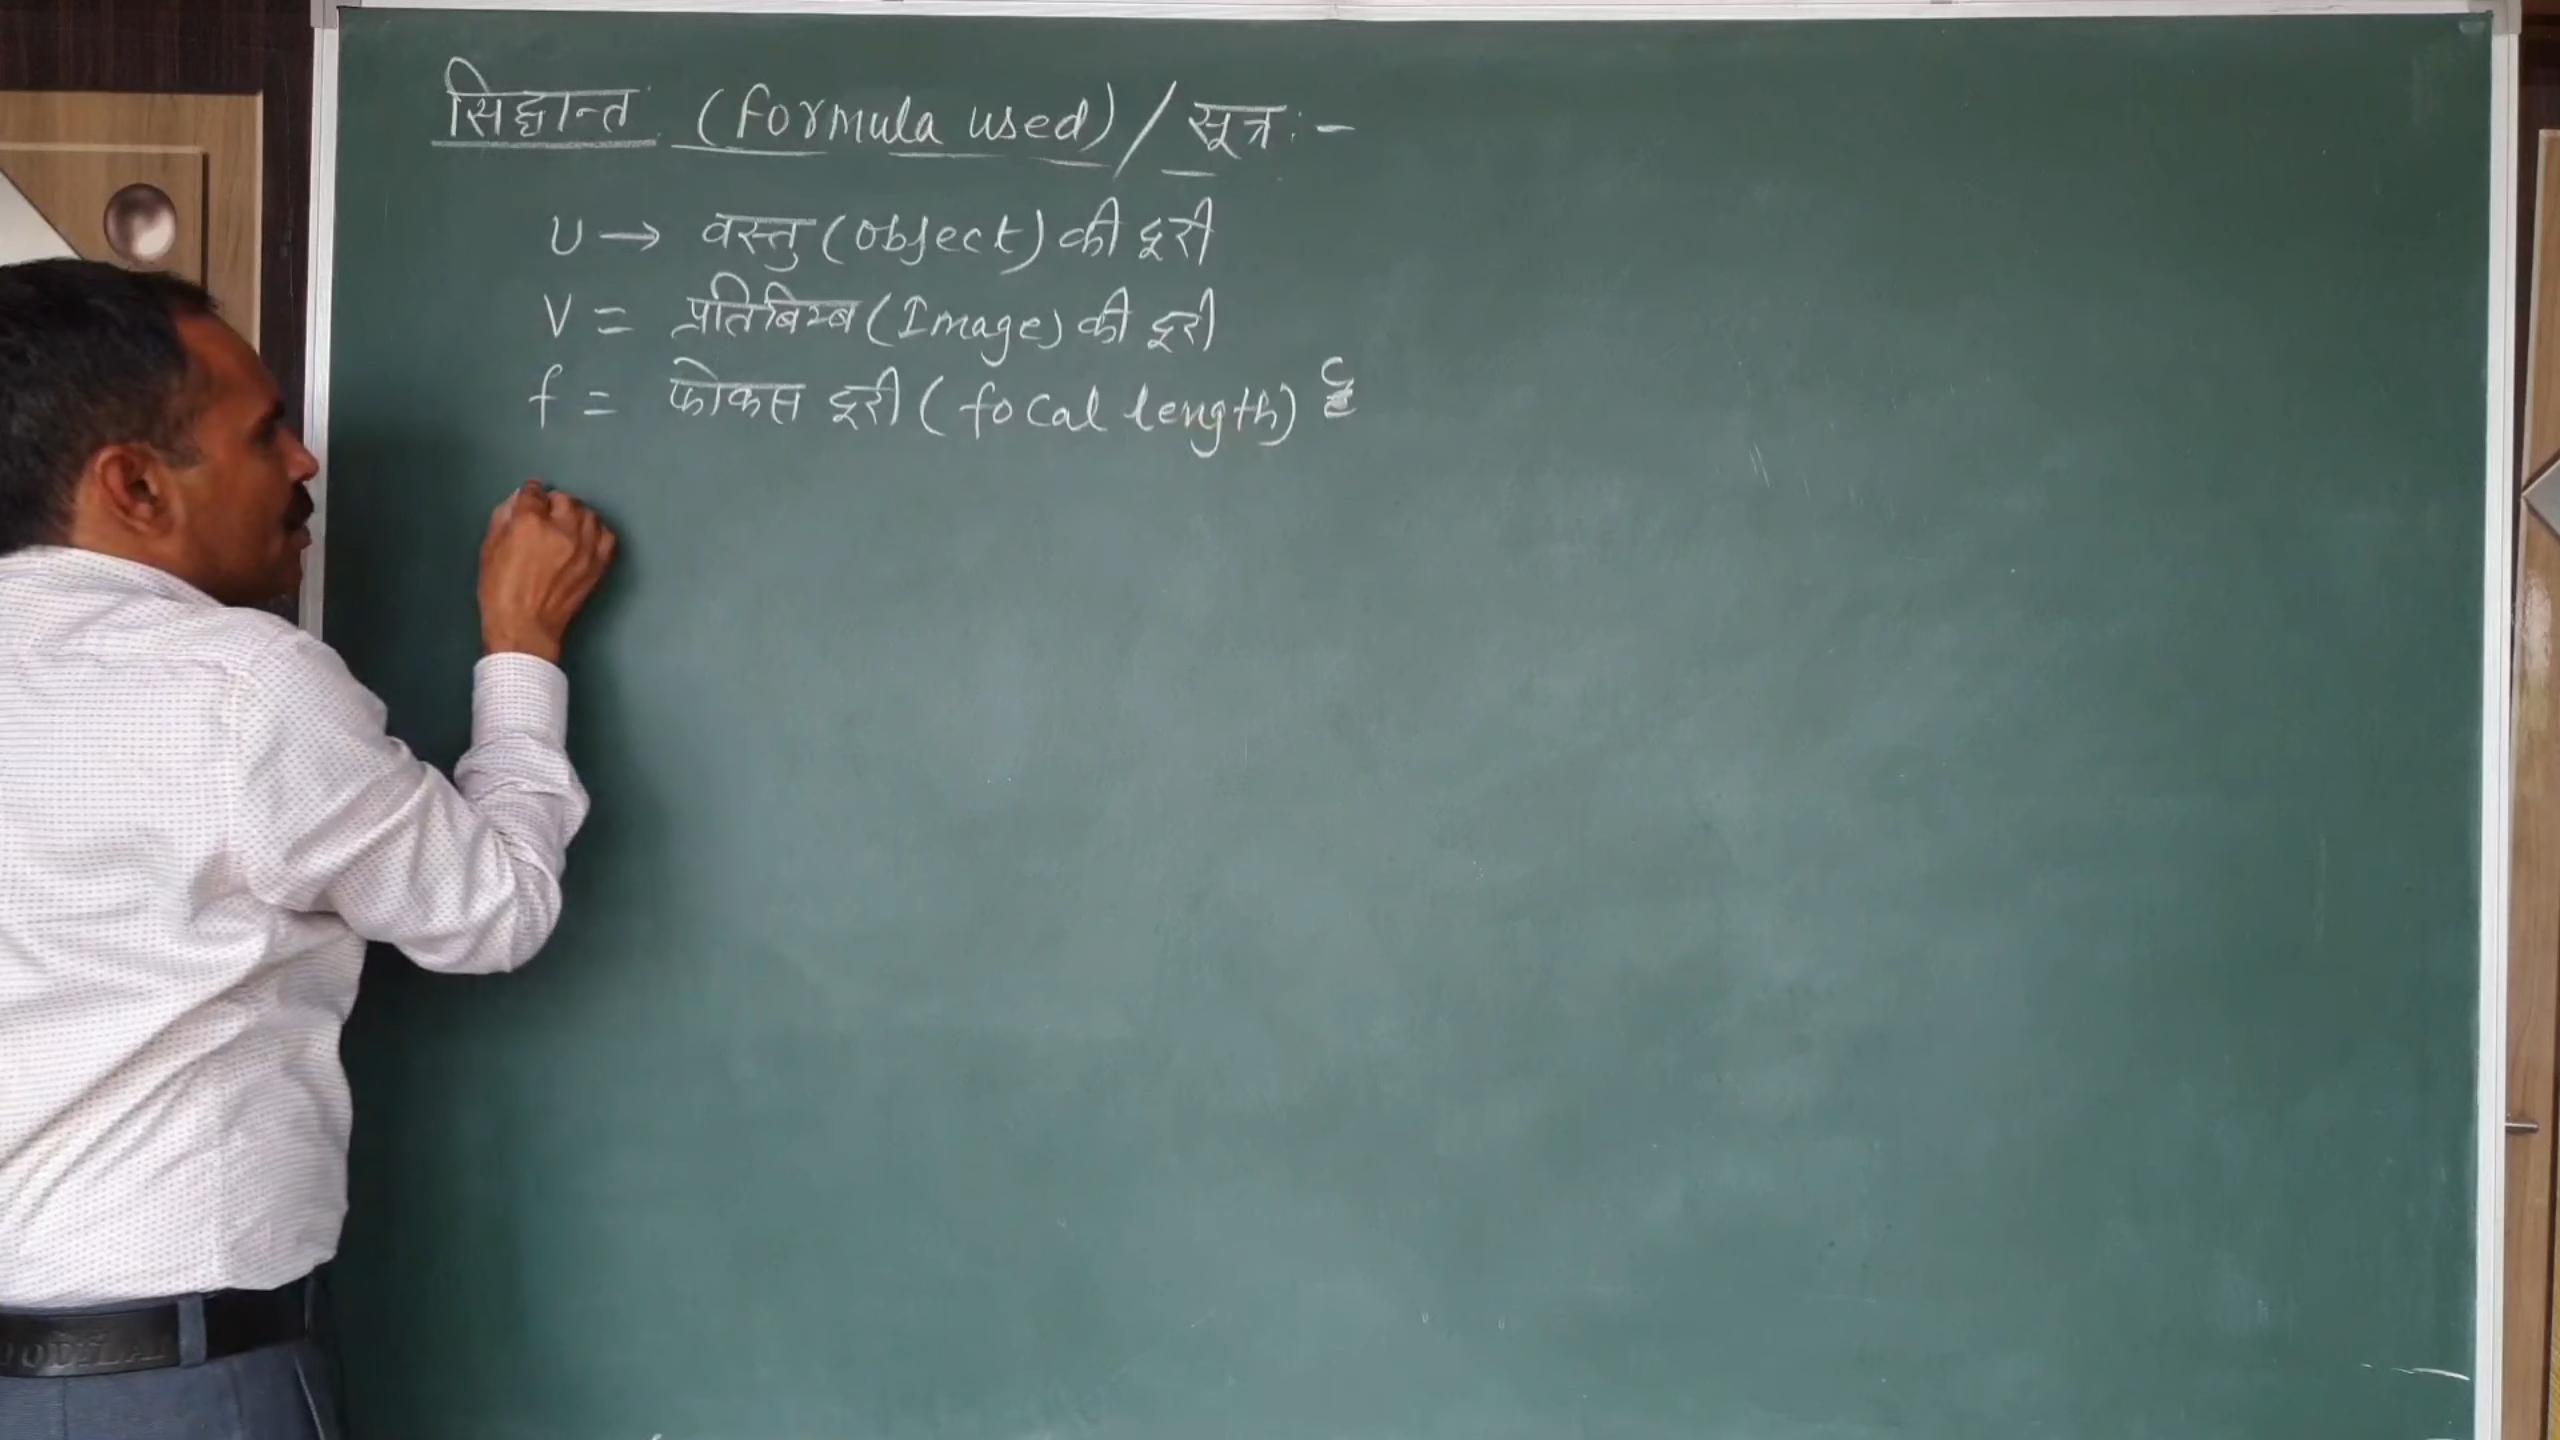 सिद्धान्त (formula used) / सूत्र :-
u → वस्तु (object) की दूरी
v = प्रतिबिम्ब (Image) की दूरी
f = फोकस दूरी (focal length)